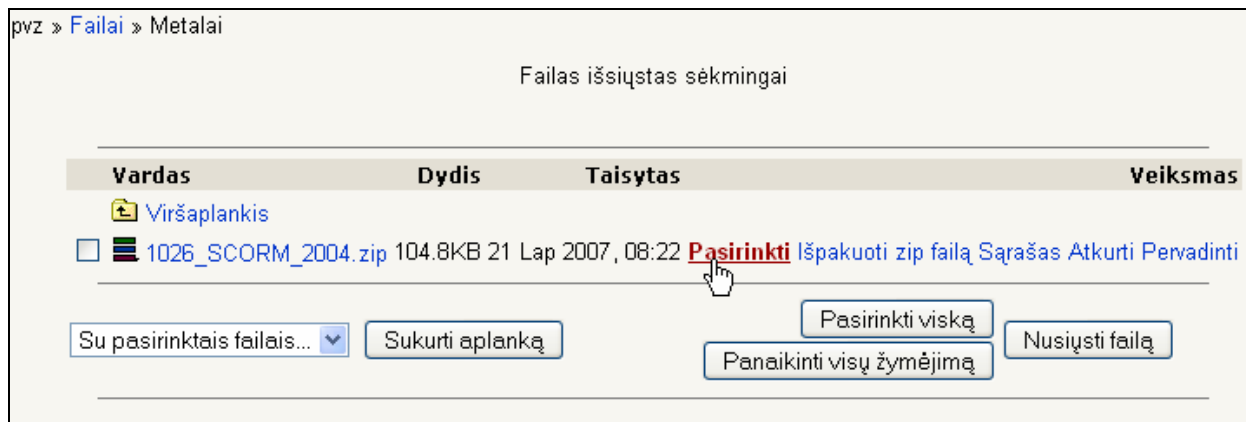 pvz » Failai » Metalai
Failas išsiųstas sėkmingai
Vardas Dydis Taisytas Veiksmas
Viršaplankis
1026_SCORM_2004.zip 104.8KB 21 Lap 2007, 08:22 Pasirinkti Išpakuoti zip failą Sąrašas Atkurti Pervadinti
Su pasirinktais failais... Sukurti aplanką Pasirinkti viską Nusiųsti failą
Panaikinti visų žymėjimą